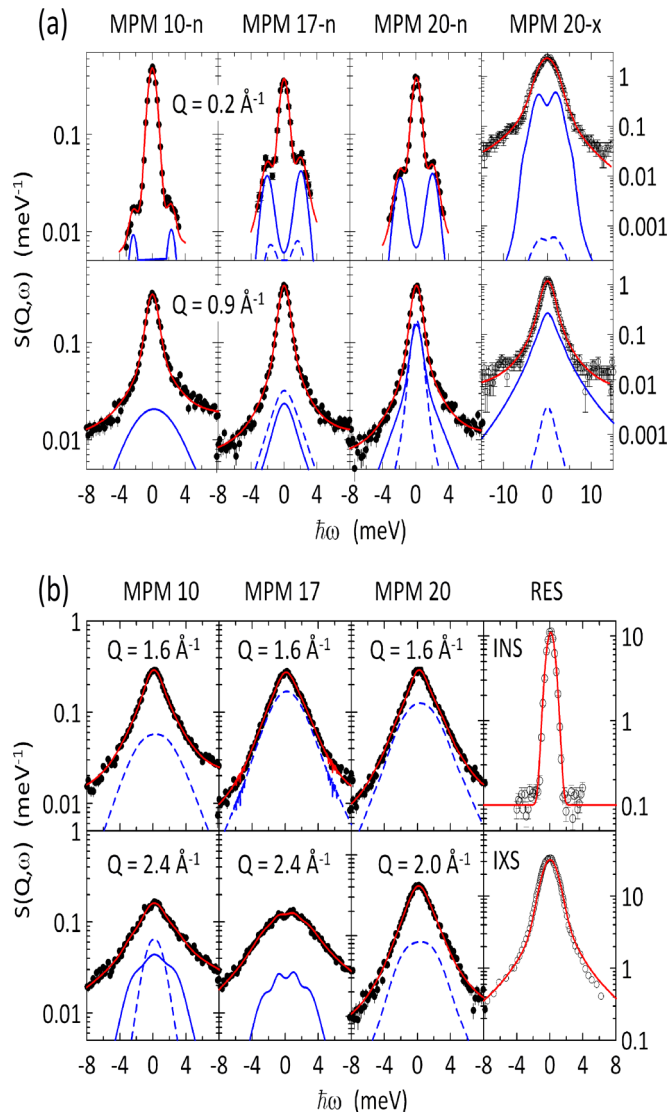 (a) MPM 10-n MPM 17-n MPM 20-n MPM 20-x
Q = 0.2 Å⁻¹
0.1
0.01
1
0.1
0.01
0.001
Q = 0.9 Å⁻¹
0.1
0.01
1
0.1
0.01
0.001
S(Q,ω) (meV⁻¹)
-8 -4 0 4 -8 -4 0 4 -8 -4 0 4 8 -10 0 10
ħω (meV)
(b) MPM 10 MPM 17 MPM 20 RES
1
Q = 1.6 Å⁻¹ Q = 1.6 Å⁻¹ Q = 1.6 Å⁻¹ INS
0.1
0.01
10
1
0.1
1
Q = 2.4 Å⁻¹ Q = 2.4 Å⁻¹ Q = 2.0 Å⁻¹ IXS
0.1
0.01
10
1
0.1
S(Q,ω) (meV⁻¹)
-8 -4 0 4 -8 -4 0 4 -8 -4 0 4 8 -4 0 4 8
ħω (meV)